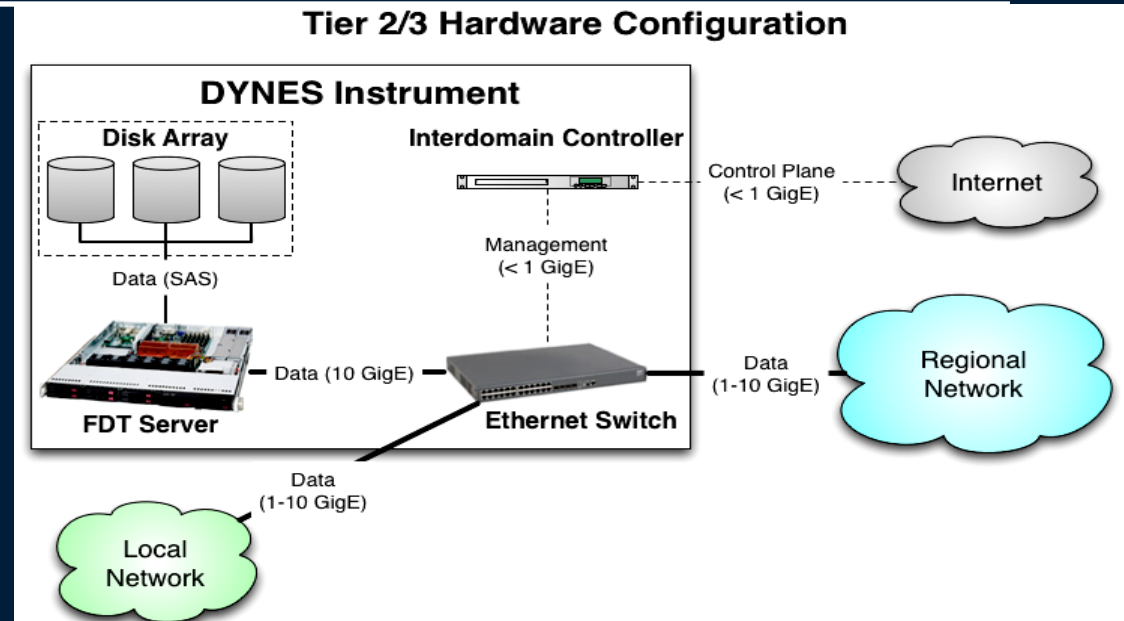 Tier 2/3 Hardware Configuration
DYNES Instrument
Disk Array
Interdomain Controller
Control Plane
(< 1 GigE)
Internet
Management
(< 1 GigE)
Data (SAS)
Data (10 GigE)
Data
(1-10 GigE)
Regional
Network
FDT Server
Ethernet Switch
Data
(1-10 GigE)
Local
Network